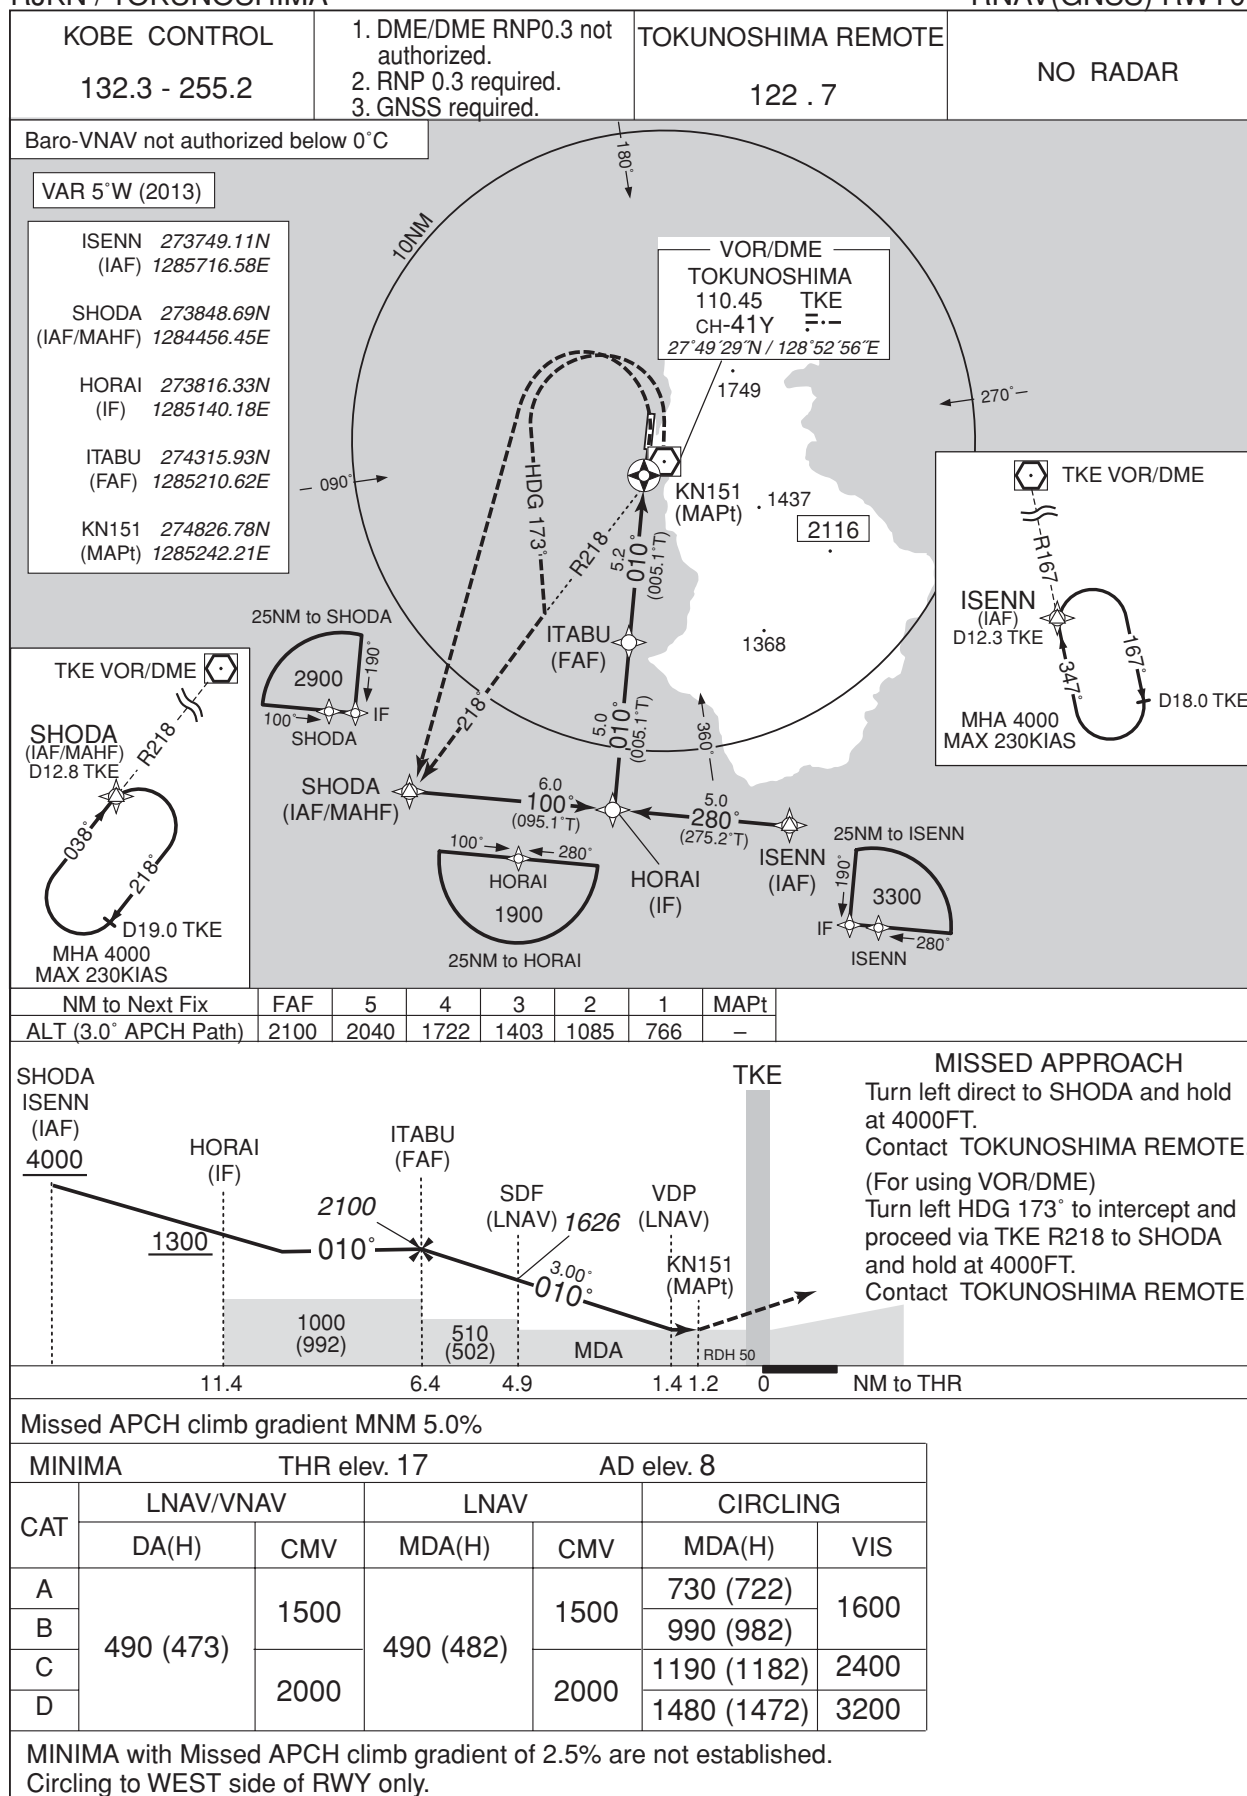 RJKN / TOKUNOSHIMA
RNAV(GNSS) RWY0
KOBE CONTROL
132.3 - 255.2
1. DME/DME RNP0.3 not
authorized.
2. RNP 0.3 required.
3. GNSS required.
TOKUNOSHIMA REMOTE
122 . 7
NO RADAR
Baro-VNAV not authorized below 0˚C
VAR 5˚W (2013)
ISENN 273749.11N
(IAF) 1285716.58E
SHODA 273848.69N
(IAF/MAHF) 1284456.45E
HORAI 273816.33N
(IF) 1285140.18E
ITABU 274315.93N
(FAF) 1285210.62E
KN151 274826.78N
(MAPt) 1285242.21E
180˚
10NM
VOR/DME
TOKUNOSHIMA
110.45 TKE
CH-41Y
27˚49´29˝N / 128˚52´56˝E
1749
270˚
090˚
HDG 173˚
R218
KN151
(MAPt)
1437
2116
5.2
010˚
(005.1˚T)
ITABU
(FAF)
1368
TKE VOR/DME
R167
ISENN
(IAF)
D12.3 TKE
167˚
347˚
D18.0 TKE
MHA 4000
MAX 230KIAS
25NM to SHODA
2900
190˚
100˚
IF
SHODA
218˚
5.0
010˚
(005.1˚T)
360˚
TKE VOR/DME
R218
SHODA
(IAF/MAHF)
D12.8 TKE
038˚
218˚
D19.0 TKE
MHA 4000
MAX 230KIAS
SHODA
(IAF/MAHF)
6.0
100˚
(095.1˚T)
5.0
280˚
(275.2˚T)
HORAI
(IF)
ISENN
(IAF)
100˚
280˚
HORAI
1900
25NM to HORAI
25NM to ISENN
190˚
3300
IF
280˚
ISENN
NM to Next Fix FAF 5 4 3 2 1 MAPt
ALT (3.0˚ APCH Path) 2100 2040 1722 1403 1085 766 –
SHODA
ISENN
(IAF)
4000
HORAI
(IF)
1300
ITABU
(FAF)
2100
010˚
SDF
(LNAV)
1626
3.00˚
010˚
VDP
(LNAV)
KN151
(MAPt)
TKE
1000
(992)
510
(502)
MDA
RDH 50
11.4 6.4 4.9 1.4 1.2 0 NM to THR
MISSED APPROACH
Turn left direct to SHODA and hold
at 4000FT.
Contact TOKUNOSHIMA REMOTE.
(For using VOR/DME)
Turn left HDG 173˚ to intercept and
proceed via TKE R218 to SHODA
and hold at 4000FT.
Contact TOKUNOSHIMA REMOTE.
Missed APCH climb gradient MNM 5.0%
MINIMA THR elev. 17 AD elev. 8
CAT LNAV/VNAV LNAV CIRCLING
DA(H) CMV MDA(H) CMV MDA(H) VIS
A 490 (473) 1500 490 (482) 1500 730 (722) 1600
B 990 (982)
C 2000 2000 1190 (1182) 2400
D 1480 (1472) 3200
MINIMA with Missed APCH climb gradient of 2.5% are not established.
Circling to WEST side of RWY only.